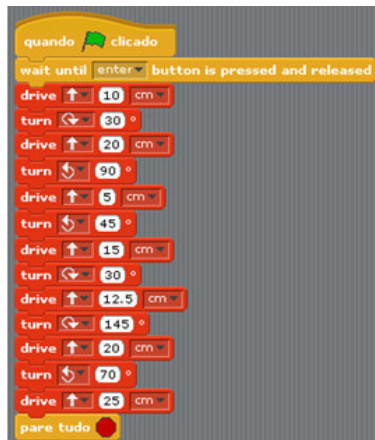 quando clicado
wait until enter button is pressed and released
drive 10 cm
turn 30 °
drive 20 cm
turn 90 °
drive 5 cm
turn 45 °
drive 15 cm
turn 30 °
drive 12.5 cm
turn 145 °
drive 20 cm
turn 70 °
drive 25 cm
pare tudo